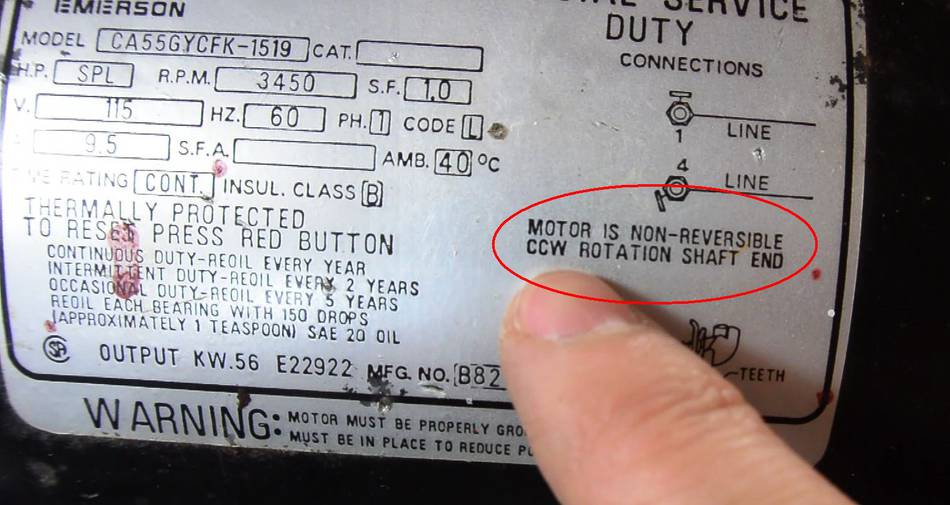 EMERSON
MODEL CA55GYCFK-1519 CAT.
H.P. SPL R.P.M. 3450 S.F. 1.0
V. 115 HZ. 60 PH. 1 CODE L
9.5 S.F.A. AMB. 40 °C
RATING CONT. INSUL. CLASS B
THERMALLY PROTECTED
TO RESET PRESS RED BUTTON
CONTINUOUS DUTY-REOIL EVERY YEAR
INTERMITTENT DUTY-REOIL EVERY 2 YEARS
OCCASIONAL DUTY-REOIL EVERY 5 YEARS
REOIL EACH BEARING WITH 150 DROPS
(APPROXIMATELY 1 TEASPOON) SAE 20 OIL
SP OUTPUT KW.56 E22922 MFG. NO. B82
SERVICE
DUTY
CONNECTIONS
1 LINE
4 LINE
MOTOR IS NON-REVERSIBLE
CCW ROTATION SHAFT END
TEETH
WARNING: MOTOR MUST BE PROPERLY
MUST BE IN PLACE TO REDUCE